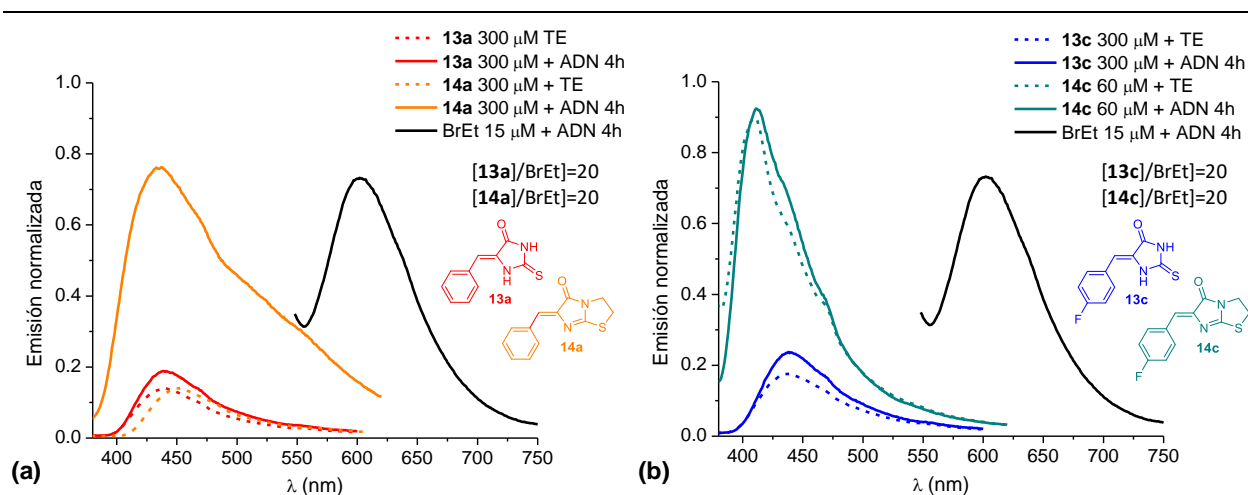 13a 300 μM TE
13a 300 μM + ADN 4h
14a 300 μM + TE
14a 300 μM + ADN 4h
BrEt 15 μM + ADN 4h
[13a]/BrEt]=20
[14a]/BrEt]=20
Emisión normalizada
1.0
0.8
0.6
0.4
0.2
0.0
O
NH
N
H
S
13a
O
N
N
S
14a
400 450 500 550 600 650 700 750
λ (nm)
(a)
13c 300 μM + TE
13c 300 μM + ADN 4h
14c 60 μM + TE
14c 60 μM + ADN 4h
BrEt 15 μM + ADN 4h
[13c]/BrEt]=20
[14c]/BrEt]=20
Emisión normalizada
1.0
0.8
0.6
0.4
0.2
0.0
O
NH
NH
S
F
13c
O
N
N
S
F
14c
400 450 500 550 600 650 700 750
λ (nm)
(b)